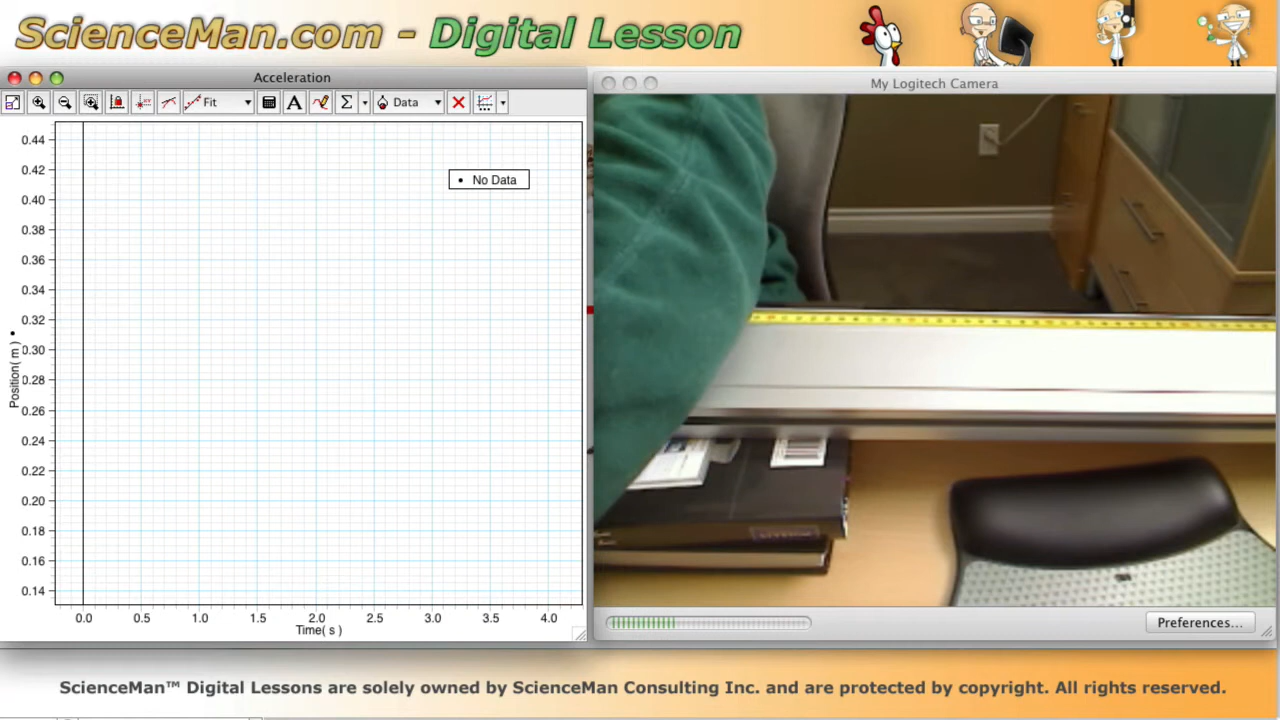 ScienceMan.com - Digital Lesson
Acceleration
Fit
A
Σ
Data
No Data
0.44
0.42
0.40
0.38
0.36
0.34
0.32
0.30
0.28
0.26
0.24
0.22
0.20
0.18
0.16
0.14
Position( m )
0.0 0.5 1.0 1.5 2.0 2.5 3.0 3.5 4.0
Time( s )
My Logitech Camera
Preferences...
ScienceMan™ Digital Lessons are solely owned by ScienceMan Consulting Inc. and are protected by copyright. All rights reserved.